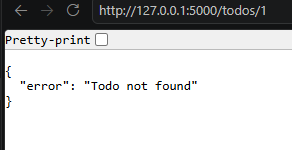 http://127.0.0.1:5000/todos/1
Pretty-print
{
  "error": "Todo not found"
}